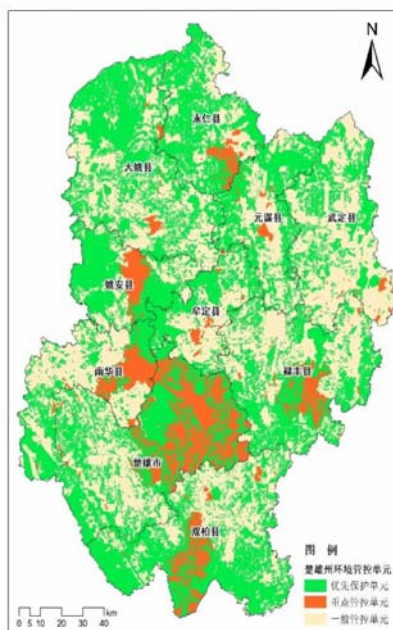 N
永仁县
大姚县
元谋县
武定县
姚安县
牟定县
南华县
禄丰县
楚雄市
双柏县
图 例
楚雄州环境管控单元
优先保护单元
重点管控单元
一般管控单元
0 5 10 20 30 40
km